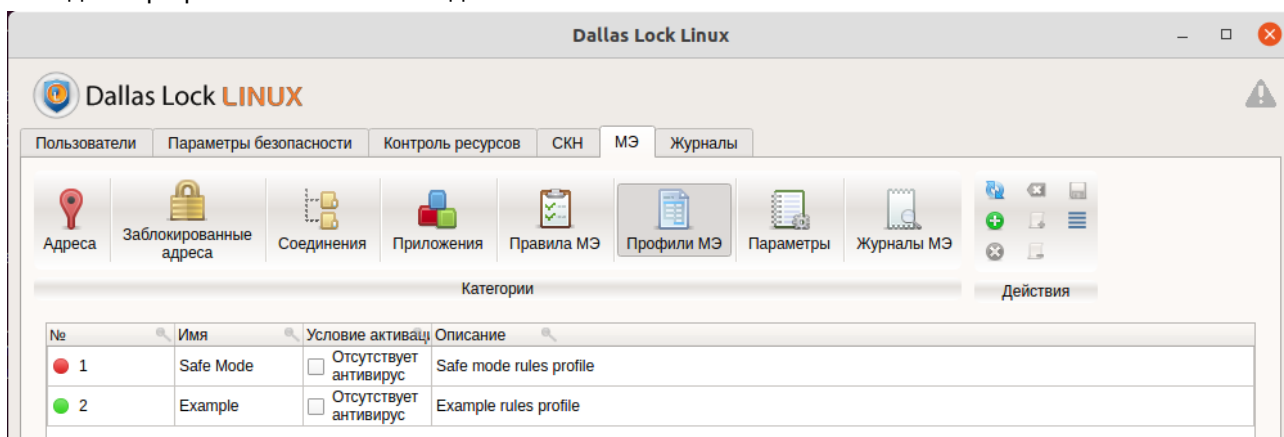 Dallas Lock Linux
Dallas Lock LINUX
Пользователи Параметры безопасности Контроль ресурсов СКН МЭ Журналы
Адреса Заблокированные адреса Соединения Приложения Правила МЭ Профили МЭ Параметры Журналы МЭ
Категории Действия
№ Имя Условие активаци Описание
1 Safe Mode Отсутствует антивирус Safe mode rules profile
2 Example Отсутствует антивирус Example rules profile